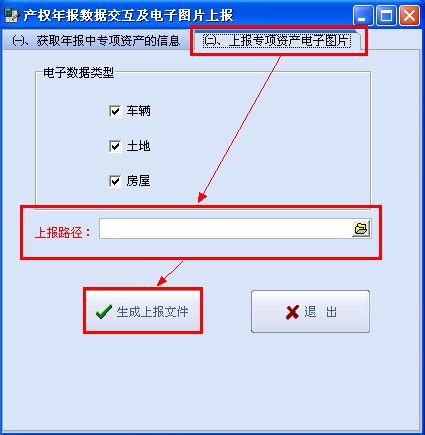 产权年报数据交互及电子图片上报
㈠、获取年报中专项资产的信息
㈡、上报专项资产电子图片
电子数据类型
车辆
土地
房屋
上报路径：
生成上报文件
退 出